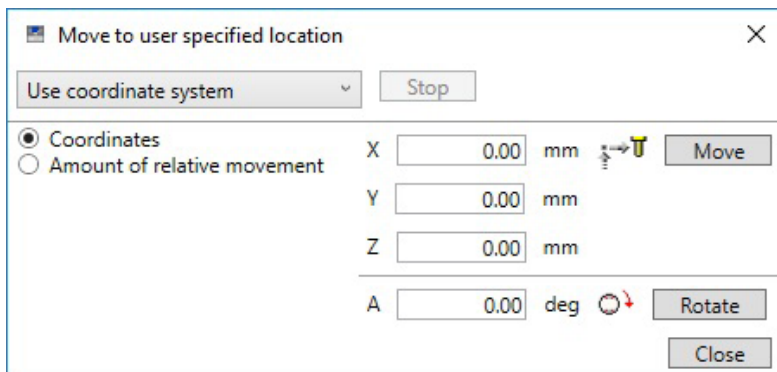 Move to user specified location
Use coordinate system Stop
Coordinates
Amount of relative movement
X 0.00 mm Move
Y 0.00 mm
Z 0.00 mm
A 0.00 deg Rotate
Close